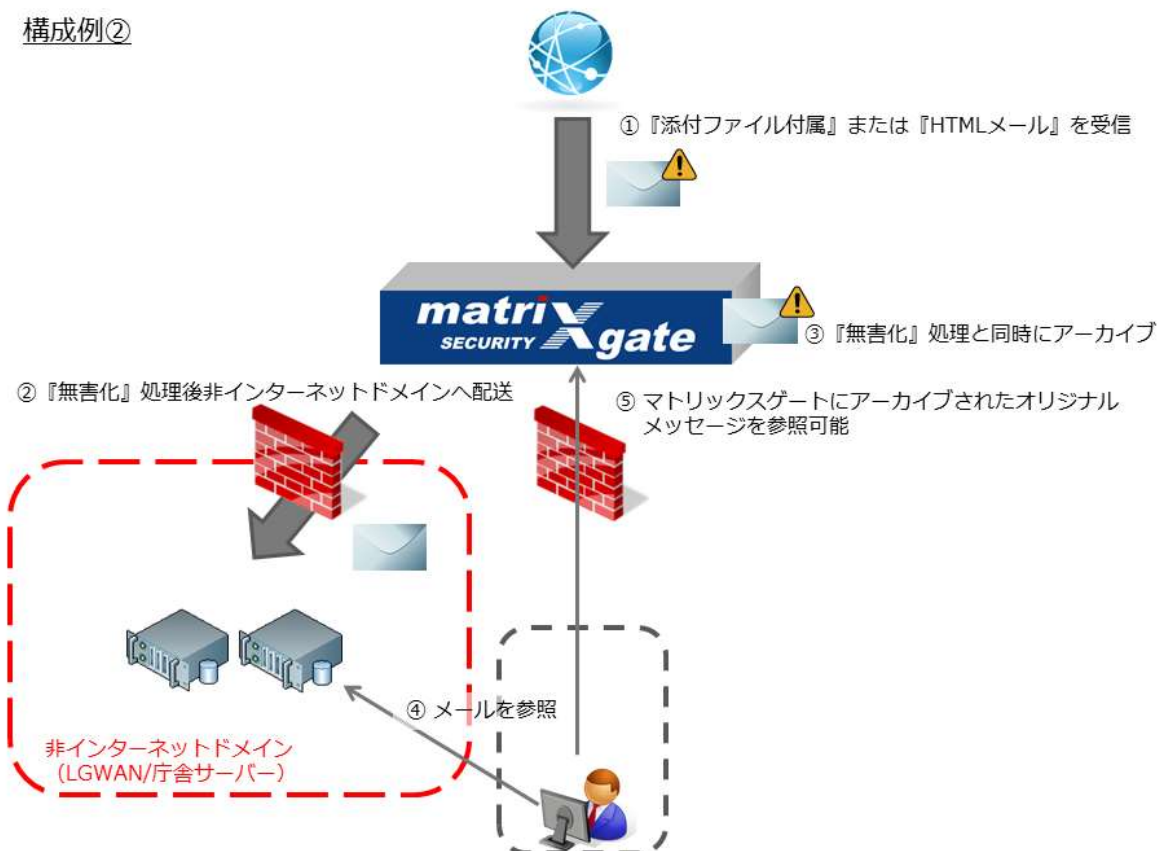 構成例②
①『添付ファイル付属』または『HTMLメール』を受信
matrix
SECURITY gate
③『無害化』処理と同時にアーカイブ
②『無害化』処理後非インターネットドメインへ配送
⑤ マトリックスゲートにアーカイブされたオリジナル
メッセージを参照可能
④ メールを参照
非インターネットドメイン
（LGWAN/庁舎サーバー）